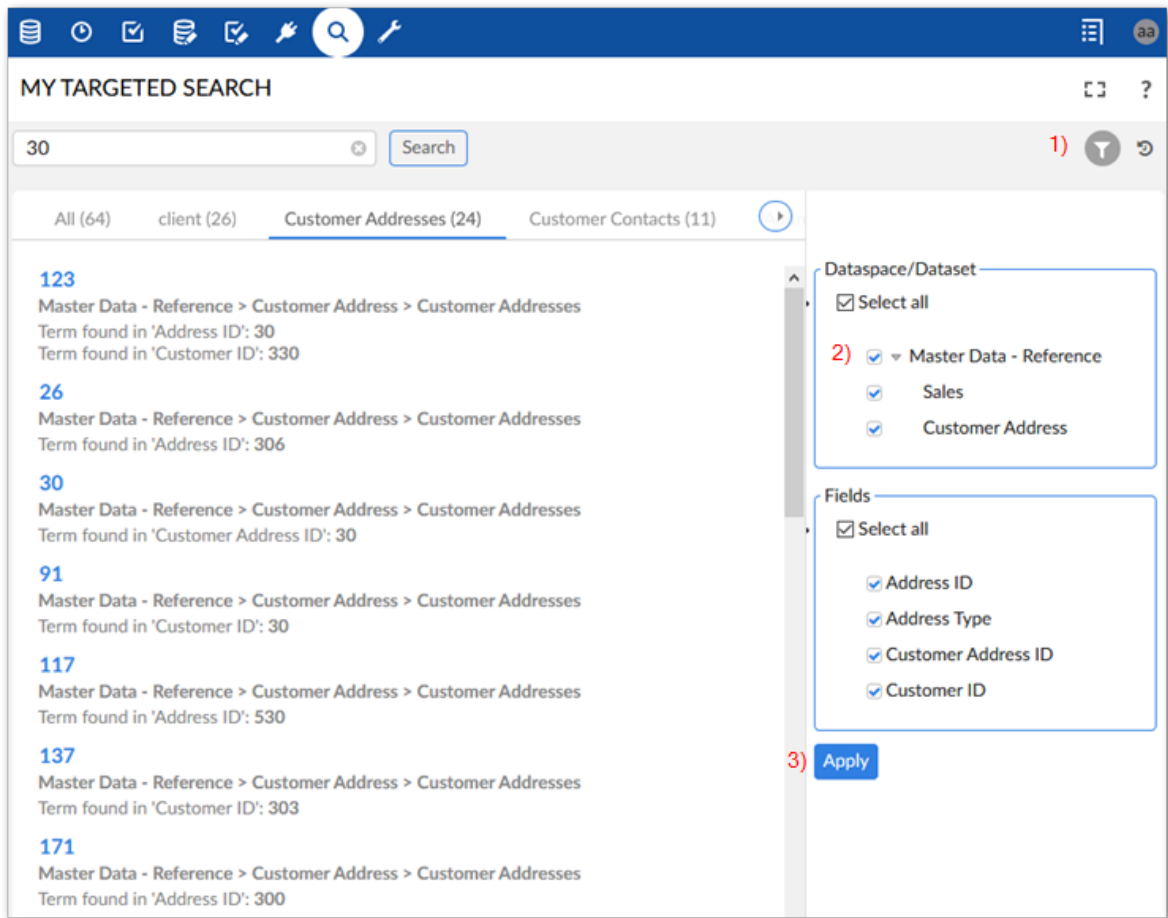 aa
MY TARGETED SEARCH
?
30
Search
1)
All (64)
client (26)
Customer Addresses (24)
Customer Contacts (11)
123
Master Data - Reference > Customer Address > Customer Addresses
Term found in 'Address ID': 30
Term found in 'Customer ID': 330
26
Master Data - Reference > Customer Address > Customer Addresses
Term found in 'Address ID': 306
30
Master Data - Reference > Customer Address > Customer Addresses
Term found in 'Customer Address ID': 30
91
Master Data - Reference > Customer Address > Customer Addresses
Term found in 'Customer ID': 30
117
Master Data - Reference > Customer Address > Customer Addresses
Term found in 'Address ID': 530
137
Master Data - Reference > Customer Address > Customer Addresses
Term found in 'Customer ID': 303
171
Master Data - Reference > Customer Address > Customer Addresses
Term found in 'Address ID': 300
Dataspace/Dataset
Select all
2)
Master Data - Reference
Sales
Customer Address
Fields
Select all
Address ID
Address Type
Customer Address ID
Customer ID
3)
Apply